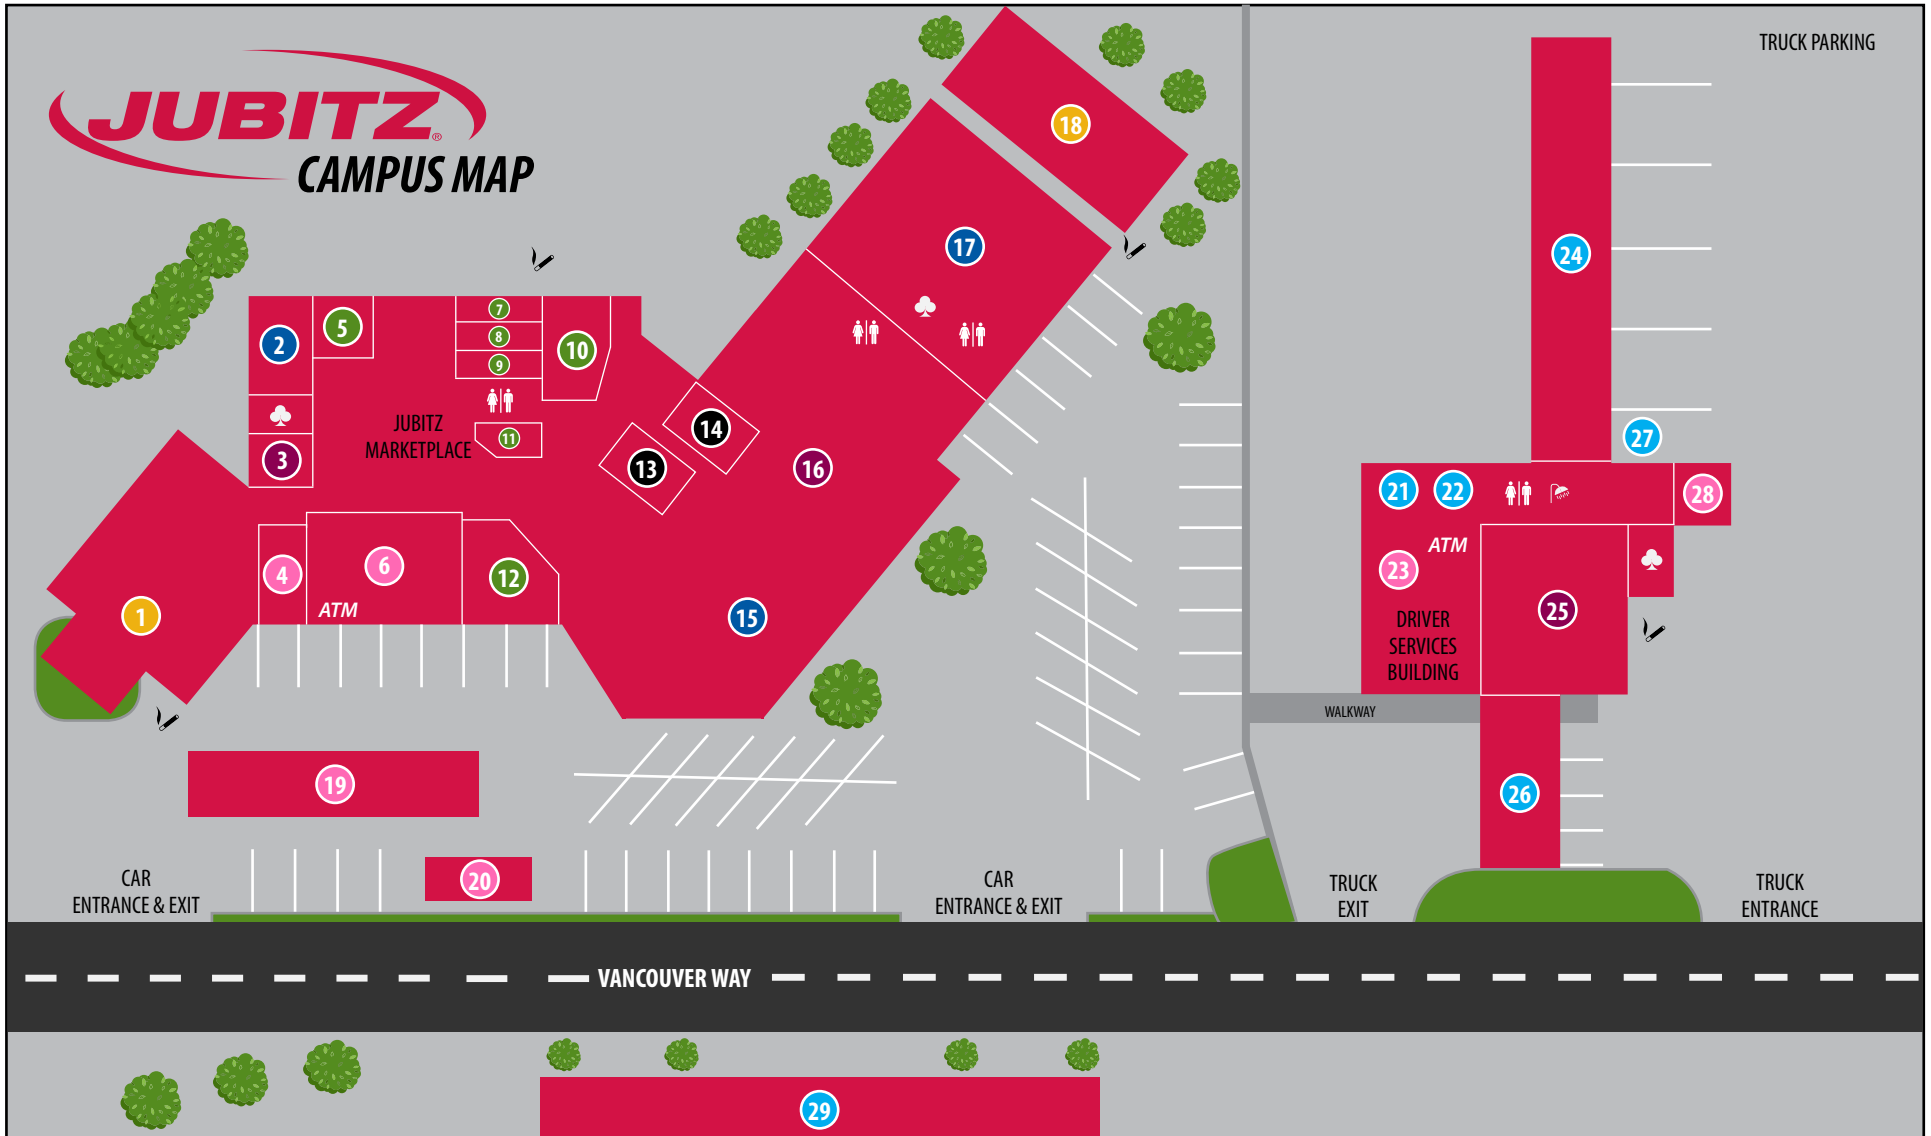 JUBITZ®
CAMPUS MAP
TRUCK PARKING
18
17
24
2
5
7
8
9
10
JUBITZ
MARKETPLACE
11
3
14
13
16
27
21
22
28
ATM
23
4
6
12
ATM
1
15
25
DRIVER
SERVICES
BUILDING
WALKWAY
19
26
20
CAR
ENTRANCE & EXIT
CAR
ENTRANCE & EXIT
TRUCK
EXIT
TRUCK
ENTRANCE
VANCOUVER WAY
29